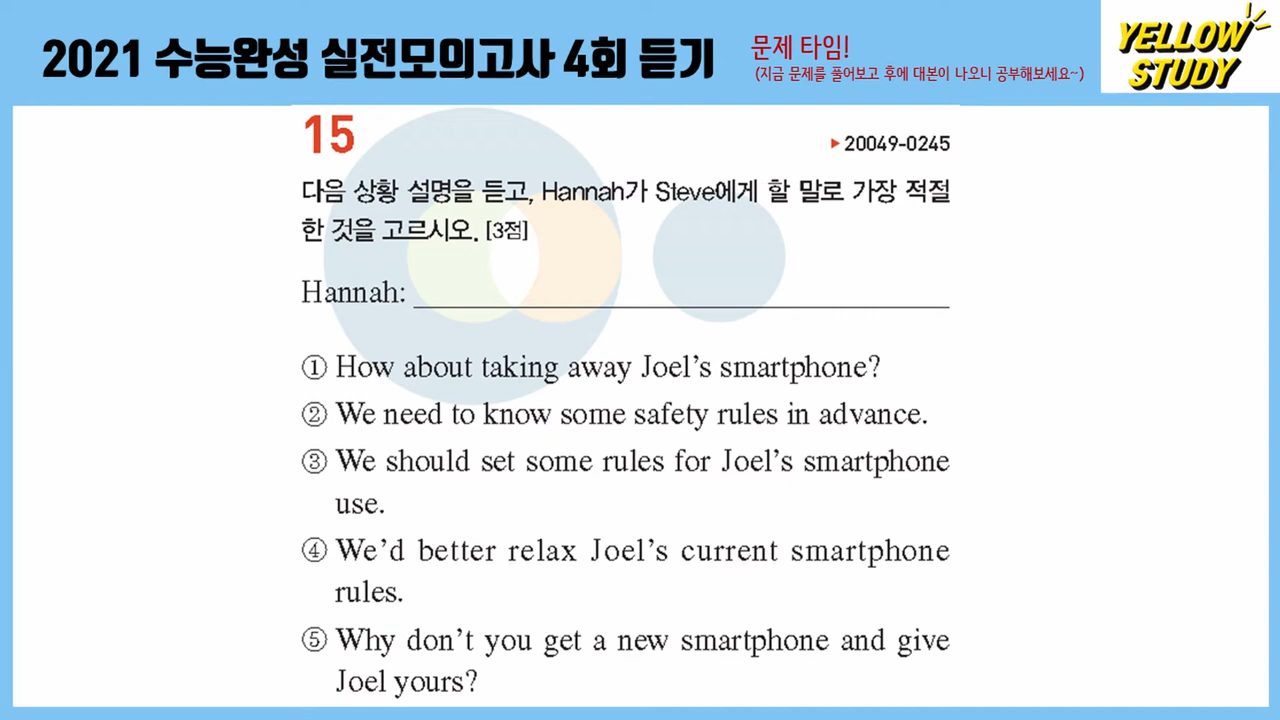 2021 수능완성 실전모의고사 4회 듣기
문제 타임!
(지금 문제를 풀어보고 후에 대본이 나오니 공부해보세요~)
YELLOW
STUDY
15
▶ 20049-0245
다음 상황 설명을 듣고, Hannah가 Steve에게 할 말로 가장 적절
한 것을 고르시오. [3점]
Hannah:
① How about taking away Joel's smartphone?
② We need to know some safety rules in advance.
③ We should set some rules for Joel's smartphone
use.
④ We'd better relax Joel's current smartphone
rules.
⑤ Why don't you get a new smartphone and give
Joel yours?